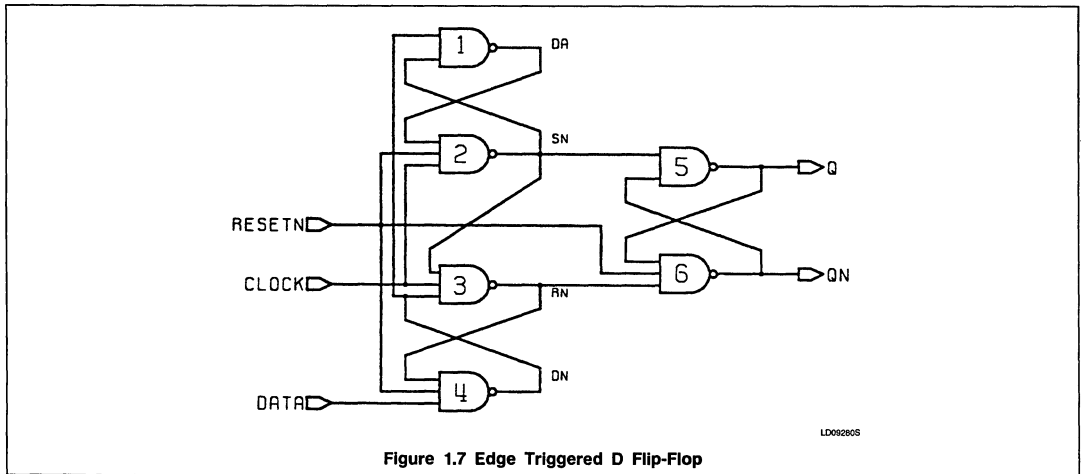 1
DA
SN
2
5
Q
RESETN
CLOCK
3
6
QN
RN
DN
4
DATA
LD09280S
Figure 1.7 Edge Triggered D Flip-Flop